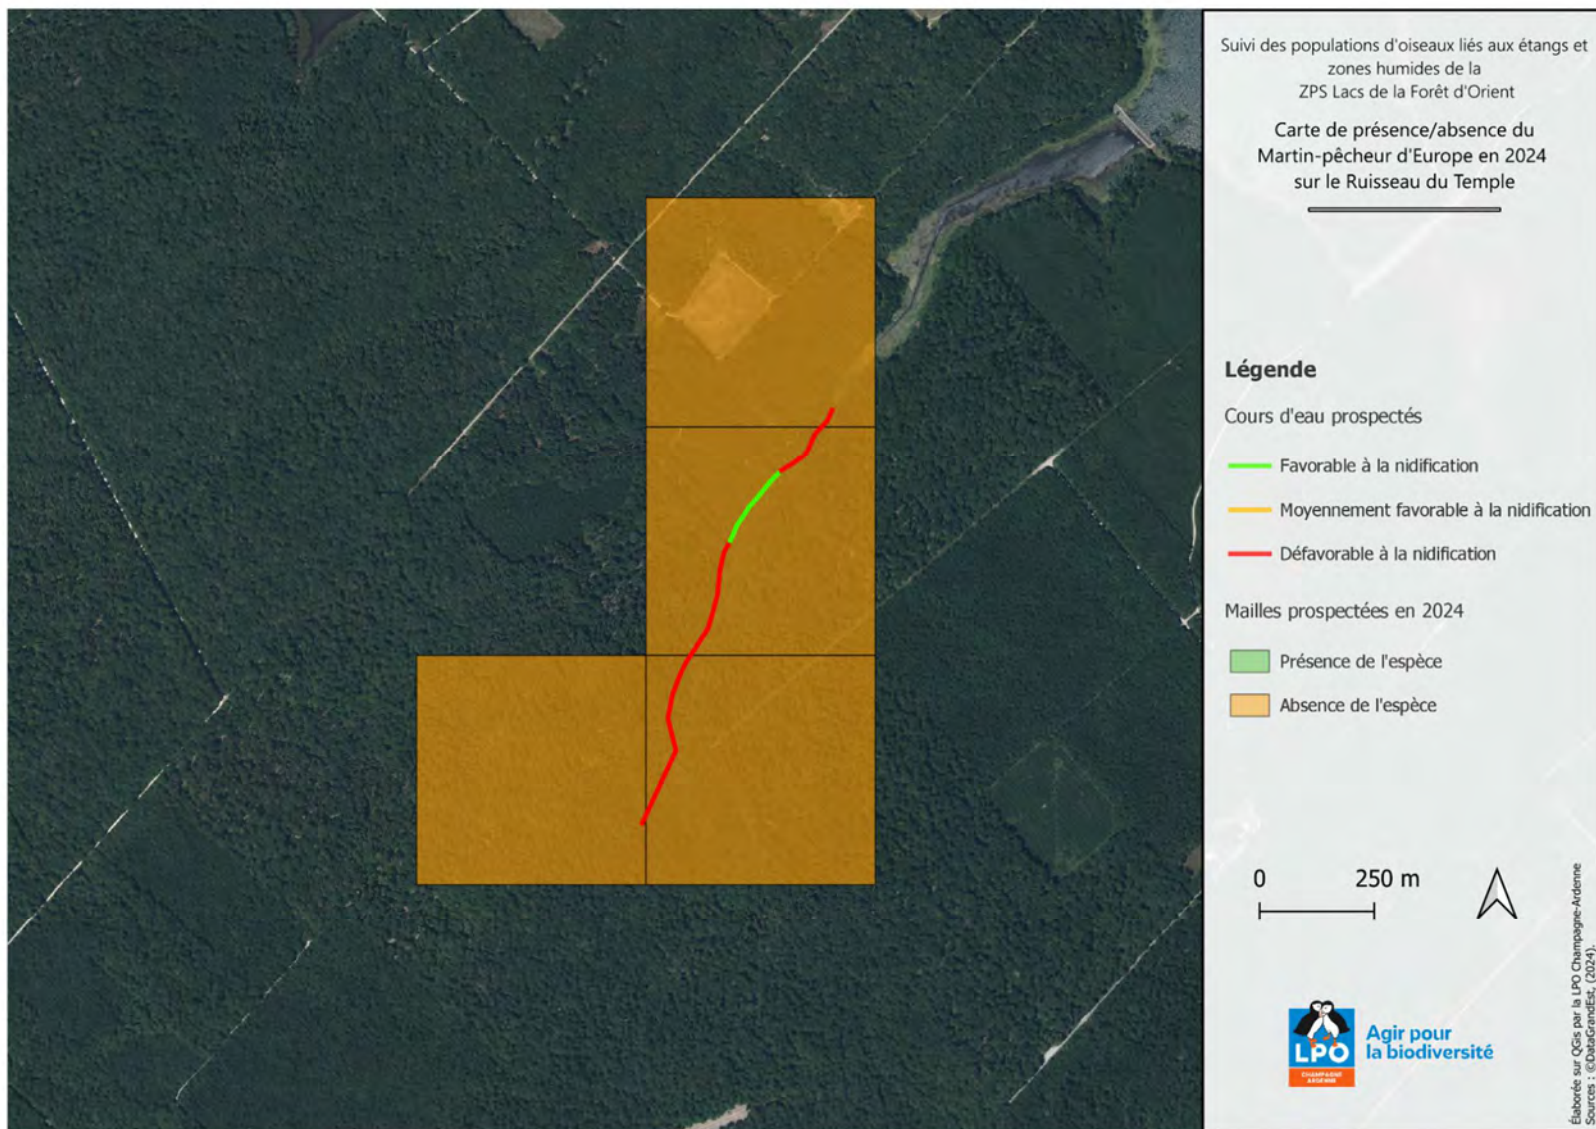 Suivi des populations d'oiseaux liés aux étangs et
zones humides de la
ZPS Lacs de la Forêt d'Orient
Carte de présence/absence du
Martin-pêcheur d'Europe en 2024
sur le Ruisseau du Temple
Légende
Cours d'eau prospectés
Favorable à la nidification
Moyennement favorable à la nidification
Défavorable à la nidification
Mailles prospectées en 2024
Présence de l'espèce
Absence de l'espèce
0 250 m
LPO
CHAMPAGNE
ARDENNE
Agir pour
la biodiversité
Élaborée sur QGis par la LPO Champagne-Ardenne
Sources : ©DataGrandEst, (2024).